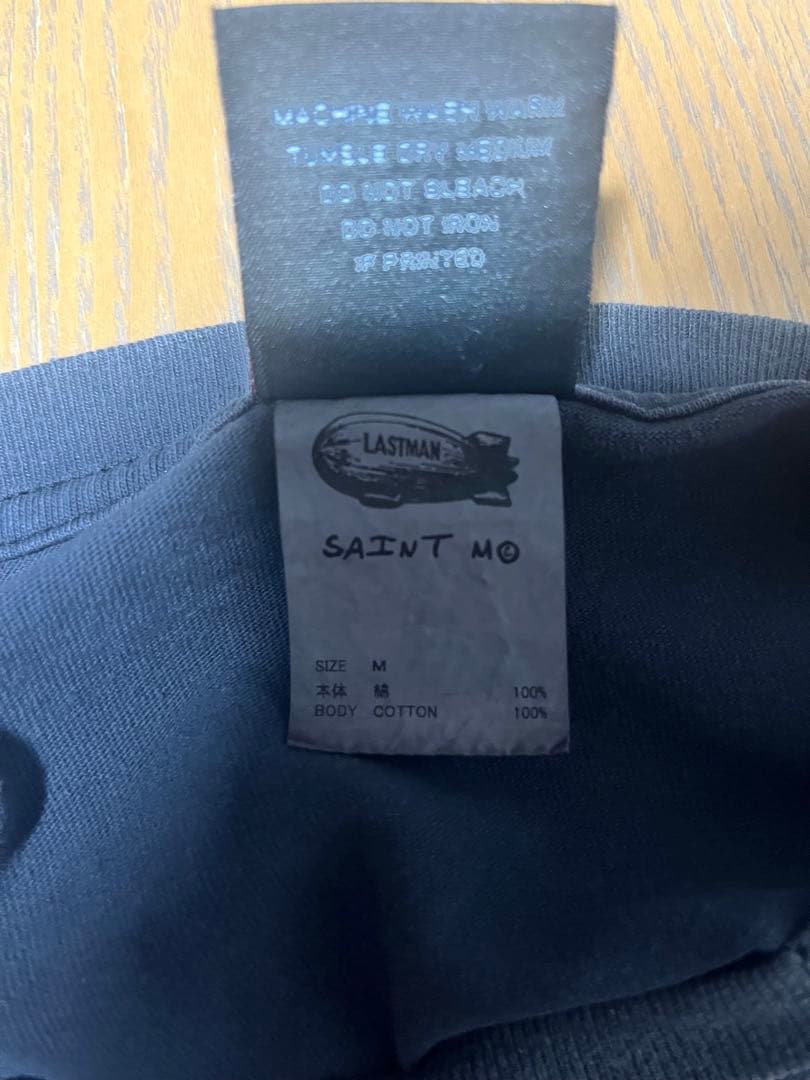 MACHINE WASH WARM
TUMBLE DRY MEDIUM
DO NOT BLEACH
DO NOT IRON
IF PRINTED
LASTMAN
SAINT M©
SIZE M
本体 綿 100%
BODY COTTON 100%